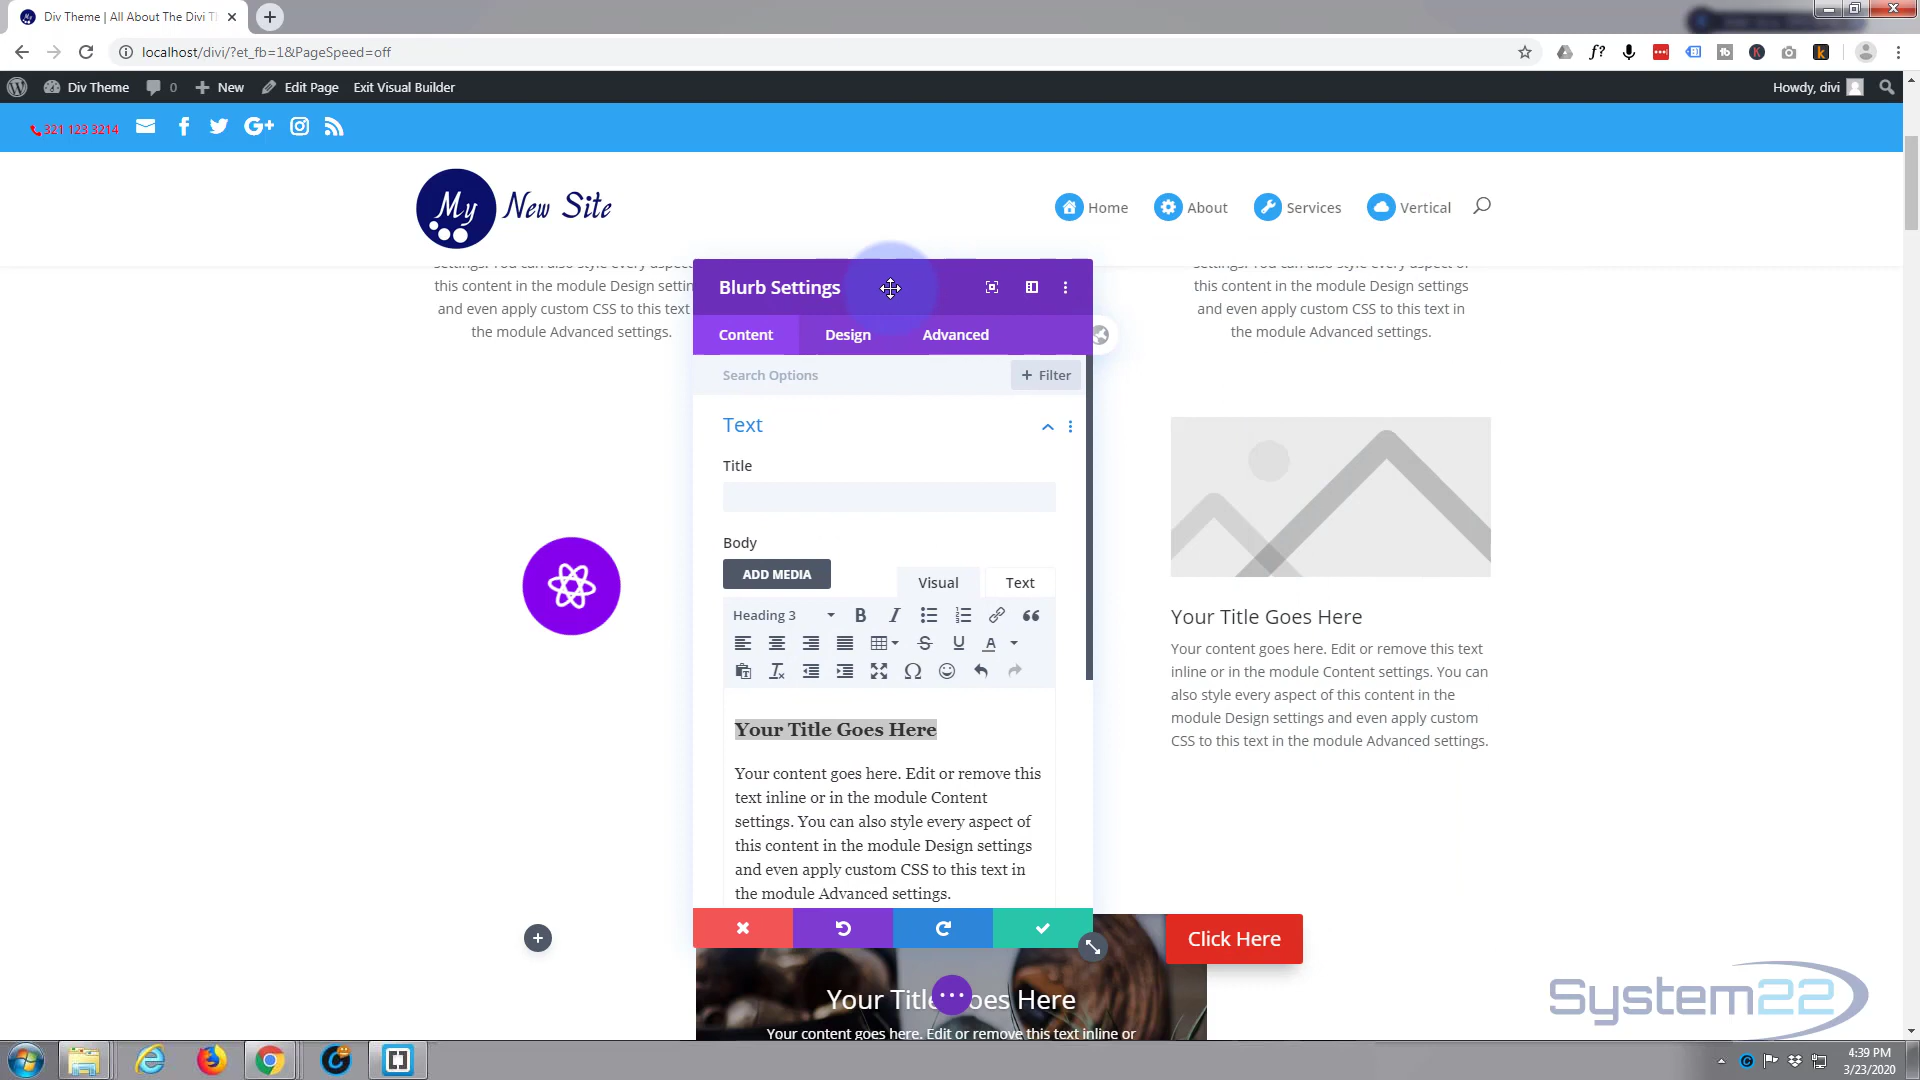 Div Theme | All About The Divi T
localhost/divi/?et_fb=1&PageSpeed=off
Div Theme
0
New
Edit Page
Exit Visual Builder
Howdy, divi
321 123 3214
My New Site
Home
About
Services
Vertical
this content in the module Design settin
and even apply custom CSS to this text
the module Advanced settings.
this content in the module Design settings
and even apply custom CSS to this text in
the module Advanced settings.
Blurb Settings
Content
Design
Advanced
Search Options
+ Filter
Text
Title
Body
ADD MEDIA
Visual
Text
Heading 3
Your Title Goes Here
Your content goes here. Edit or remove this
text inline or in the module Content
settings. You can also style every aspect of
this content in the module Design settings
and even apply custom CSS to this text in
the module Advanced settings.
Your Title Goes Here
Your content goes here. Edit or remove this text
inline or in the module Content settings. You can
also style every aspect of this content in the
module Design settings and even apply custom
CSS to this text in the module Advanced settings.
Click Here
Your Title Goes Here
Your content goes here. Edit or remove this text inline or
System22
4:39 PM
3/23/2020